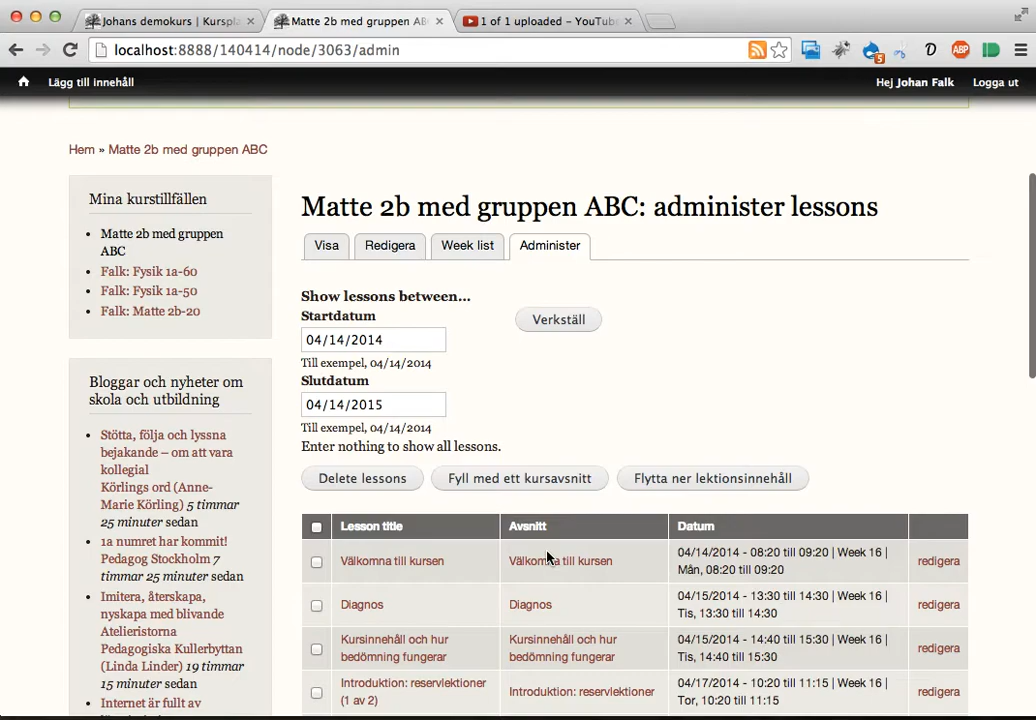 Johans demokurs | Kurspla
Matte 2b med gruppen AB
1 of 1 uploaded - YouTube
localhost:8888/140414/node/3063/admin
5
D
ABP
Lägg till innehåll
Hej Johan Falk
Logga ut
Hem » Matte 2b med gruppen ABC
Mina kurstillfällen
Matte 2b med gruppen
ABC
Falk: Fysik 1a-60
Falk: Fysik 1a-50
Falk: Matte 2b-20
Bloggar och nyheter om
skola och utbildning
Stötta, följa och lyssna
bejakande – om att vara
kollegial
Körlings ord (Anne-
Marie Körling) 5 timmar
25 minuter sedan
1a numret har kommit!
Pedagog Stockholm 7
timmar 25 minuter sedan
Imitera, återskapa,
nyskapa med blivande
Atelieristorna
Pedagogiska Kullerbyttan
(Linda Linder) 19 timmar
15 minuter sedan
Internet är fullt av
Matte 2b med gruppen ABC: administer lessons
Visa
Redigera
Week list
Administer
Show lessons between...
Startdatum
04/14/2014
Verkställ
Till exempel, 04/14/2014
Slutdatum
04/14/2015
Till exempel, 04/14/2014
Enter nothing to show all lessons.
Delete lessons
Fyll med ett kursavsnitt
Flytta ner lektionsinnehåll
Lesson title
Avsnitt
Datum
Välkomna till kursen
Välkomna till kursen
04/14/2014 - 08:20 till 09:20 | Week 16 |
Mån, 08:20 till 09:20
redigera
Diagnos
Diagnos
04/15/2014 - 13:30 till 14:30 | Week 16 |
Tis, 13:30 till 14:30
redigera
Kursinnehåll och hur
bedömning fungerar
Kursinnehåll och hur
bedömning fungerar
04/15/2014 - 14:40 till 15:30 | Week 16 |
Tis, 14:40 till 15:30
redigera
Introduktion: reservlektioner
(1 av 2)
Introduktion: reservlektioner
04/17/2014 - 10:20 till 11:15 | Week 16 |
Tor, 10:20 till 11:15
redigera